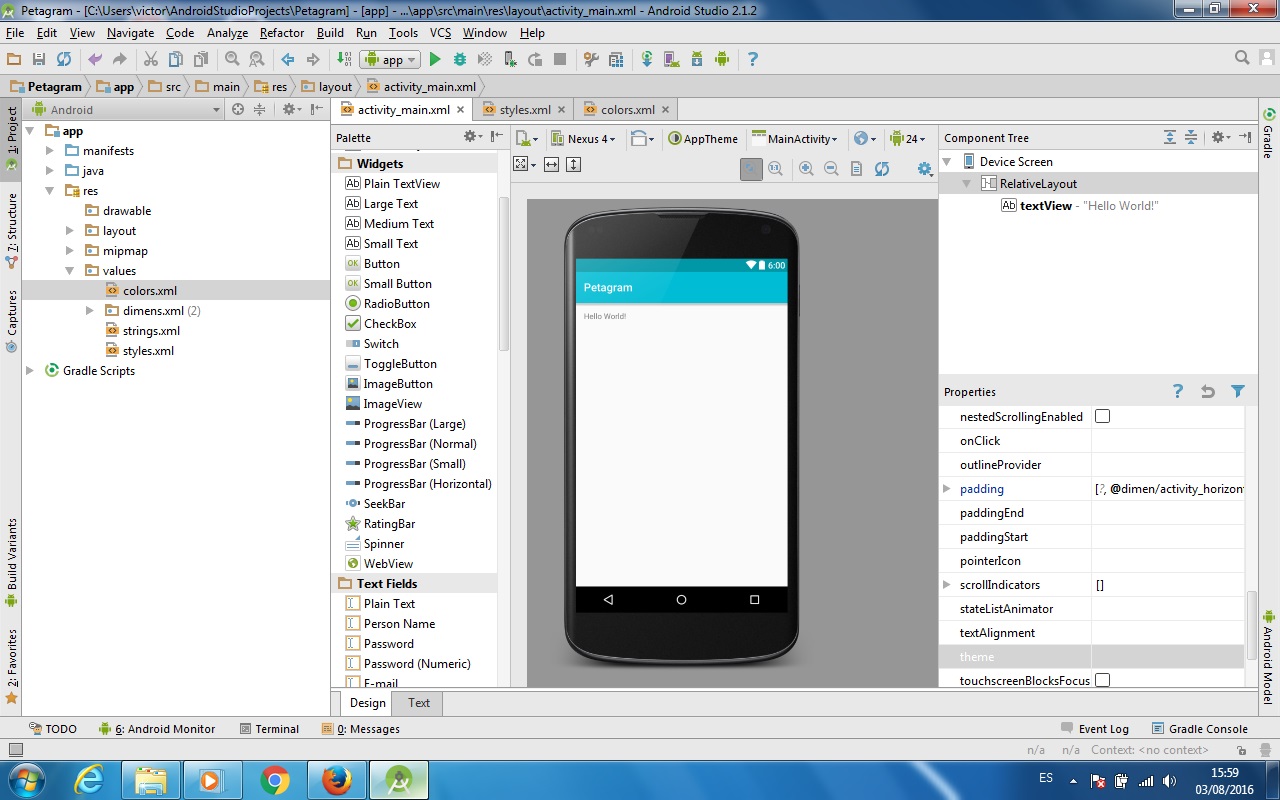 Petagram - [C:\Users\victor\AndroidStudioProjects\Petagram] - [app] - ...\app\src\main\res\layout\activity_main.xml - Android Studio 2.1.2
File Edit View Navigate Code Analyze Refactor Build Run Tools VCS Window Help
app
Petagram app src main res layout activity_main.xml
1: Project
7: Structure
Captures
Build Variants
2: Favorites
Android
app
manifests
java
res
drawable
layout
mipmap
values
colors.xml
dimens.xml (2)
strings.xml
styles.xml
Gradle Scripts
activity_main.xml styles.xml colors.xml
Palette
Widgets
Ab Plain TextView
Ab Large Text
Ab Medium Text
Ab Small Text
OK Button
OK Small Button
RadioButton
CheckBox
Switch
ToggleButton
ImageButton
ImageView
ProgressBar (Large)
ProgressBar (Normal)
ProgressBar (Small)
ProgressBar (Horizontal)
SeekBar
RatingBar
Spinner
WebView
Text Fields
Plain Text
Person Name
Password
Password (Numeric)
E-mail
Nexus 4 AppTheme MainActivity 24
6:00
Petagram
Hello World!
Design Text
Component Tree
Device Screen
RelativeLayout
Ab textView - "Hello World!"
Properties
nestedScrollingEnabled
onClick
outlineProvider
padding [?, @dimen/activity_horizont
paddingEnd
paddingStart
pointerIcon
scrollIndicators []
stateListAnimator
textAlignment
theme
touchscreenBlocksFocus
Gradle
Android Model
TODO 6: Android Monitor Terminal 0: Messages Event Log Gradle Console
n/a n/a Context: <no context>
ES 15:59
03/08/2016